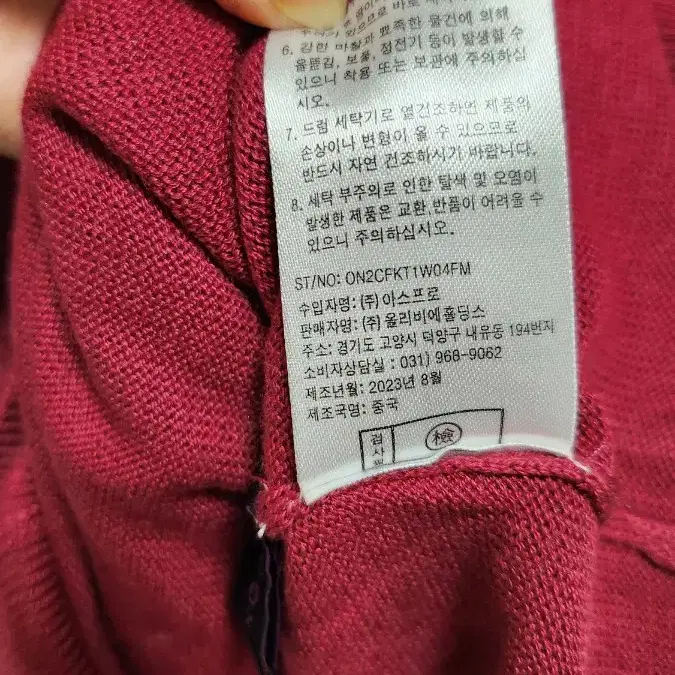 6. 강한 마찰과 뾰족한 물건에 의해
올뜯김, 보풀, 정전기 등이 발생할 수
있으니 착용 또는 보관에 주의하십
시오.
7. 드럼 세탁기로 열건조하면 제품의
손상이나 변형이 올 수 있으므로
반드시 자연 건조하시기 바랍니다.
8. 세탁 부주의로 인한 탈색 및 오염이
발생한 제품은 교환,반품이 어려울 수
있으니 주의하십시오.
ST/NO: ON2CFKT1W04FM
수입자명: (주) 아스프로
판매자명: (주) 올리비에홀딩스
주소: 경기도 고양시 덕양구 내유동 194번지
소비자상담실 : 031) 968-9062
제조년월: 2023년 8월
제조국명: 중국
검사
檢